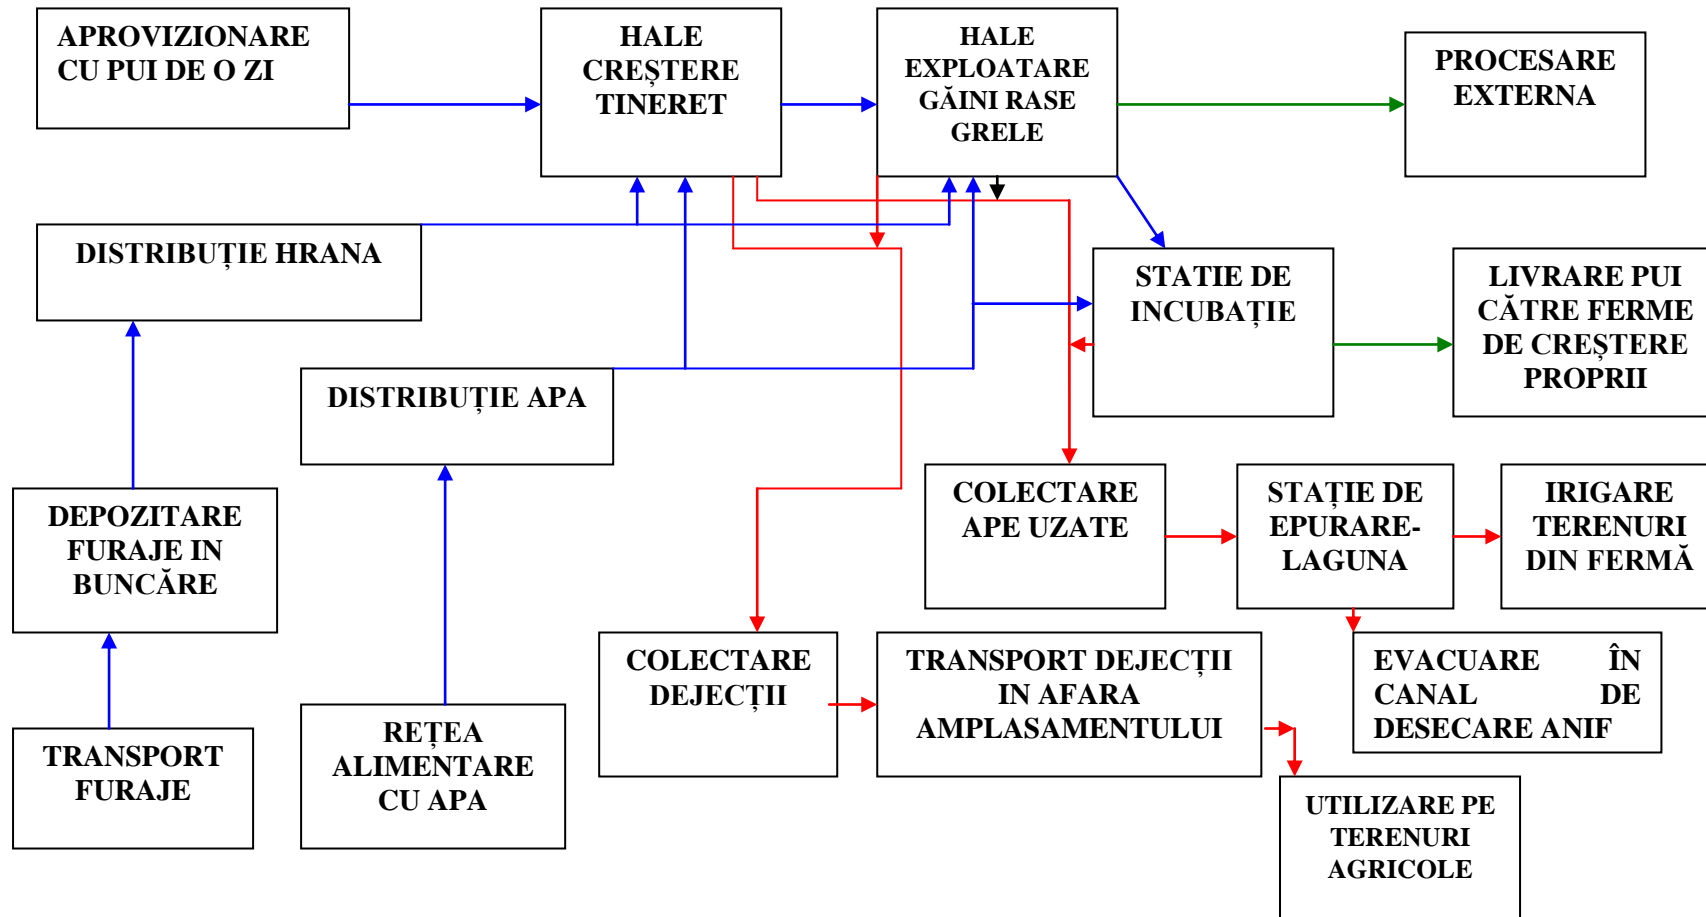 APROVIZIONARE
CU PUI DE O ZI
HALE
CREȘTERE
TINERET
HALE
EXPLOATARE
GĂINI RASE
GRELE
PROCESARE
EXTERNA
DISTRIBUȚIE HRANA
STATIE DE
INCUBAȚIE
LIVRARE PUI
CĂTRE FERME
DE CREȘTERE
PROPRII
DISTRIBUȚIE APA
DEPOZITARE
FURAJE IN
BUNCĂRE
COLECTARE
APE UZATE
STAȚIE DE
EPURARE-
LAGUNA
IRIGARE
TERENURI
DIN FERMĂ
COLECTARE
DEJECȚII
TRANSPORT DEJECȚII
IN AFARA
AMPLASAMENTULUI
EVACUARE ÎN
CANAL DE
DESECARE ANIF
TRANSPORT
FURAJE
REȚEA
ALIMENTARE
CU APA
UTILIZARE PE
TERENURI
AGRICOLE